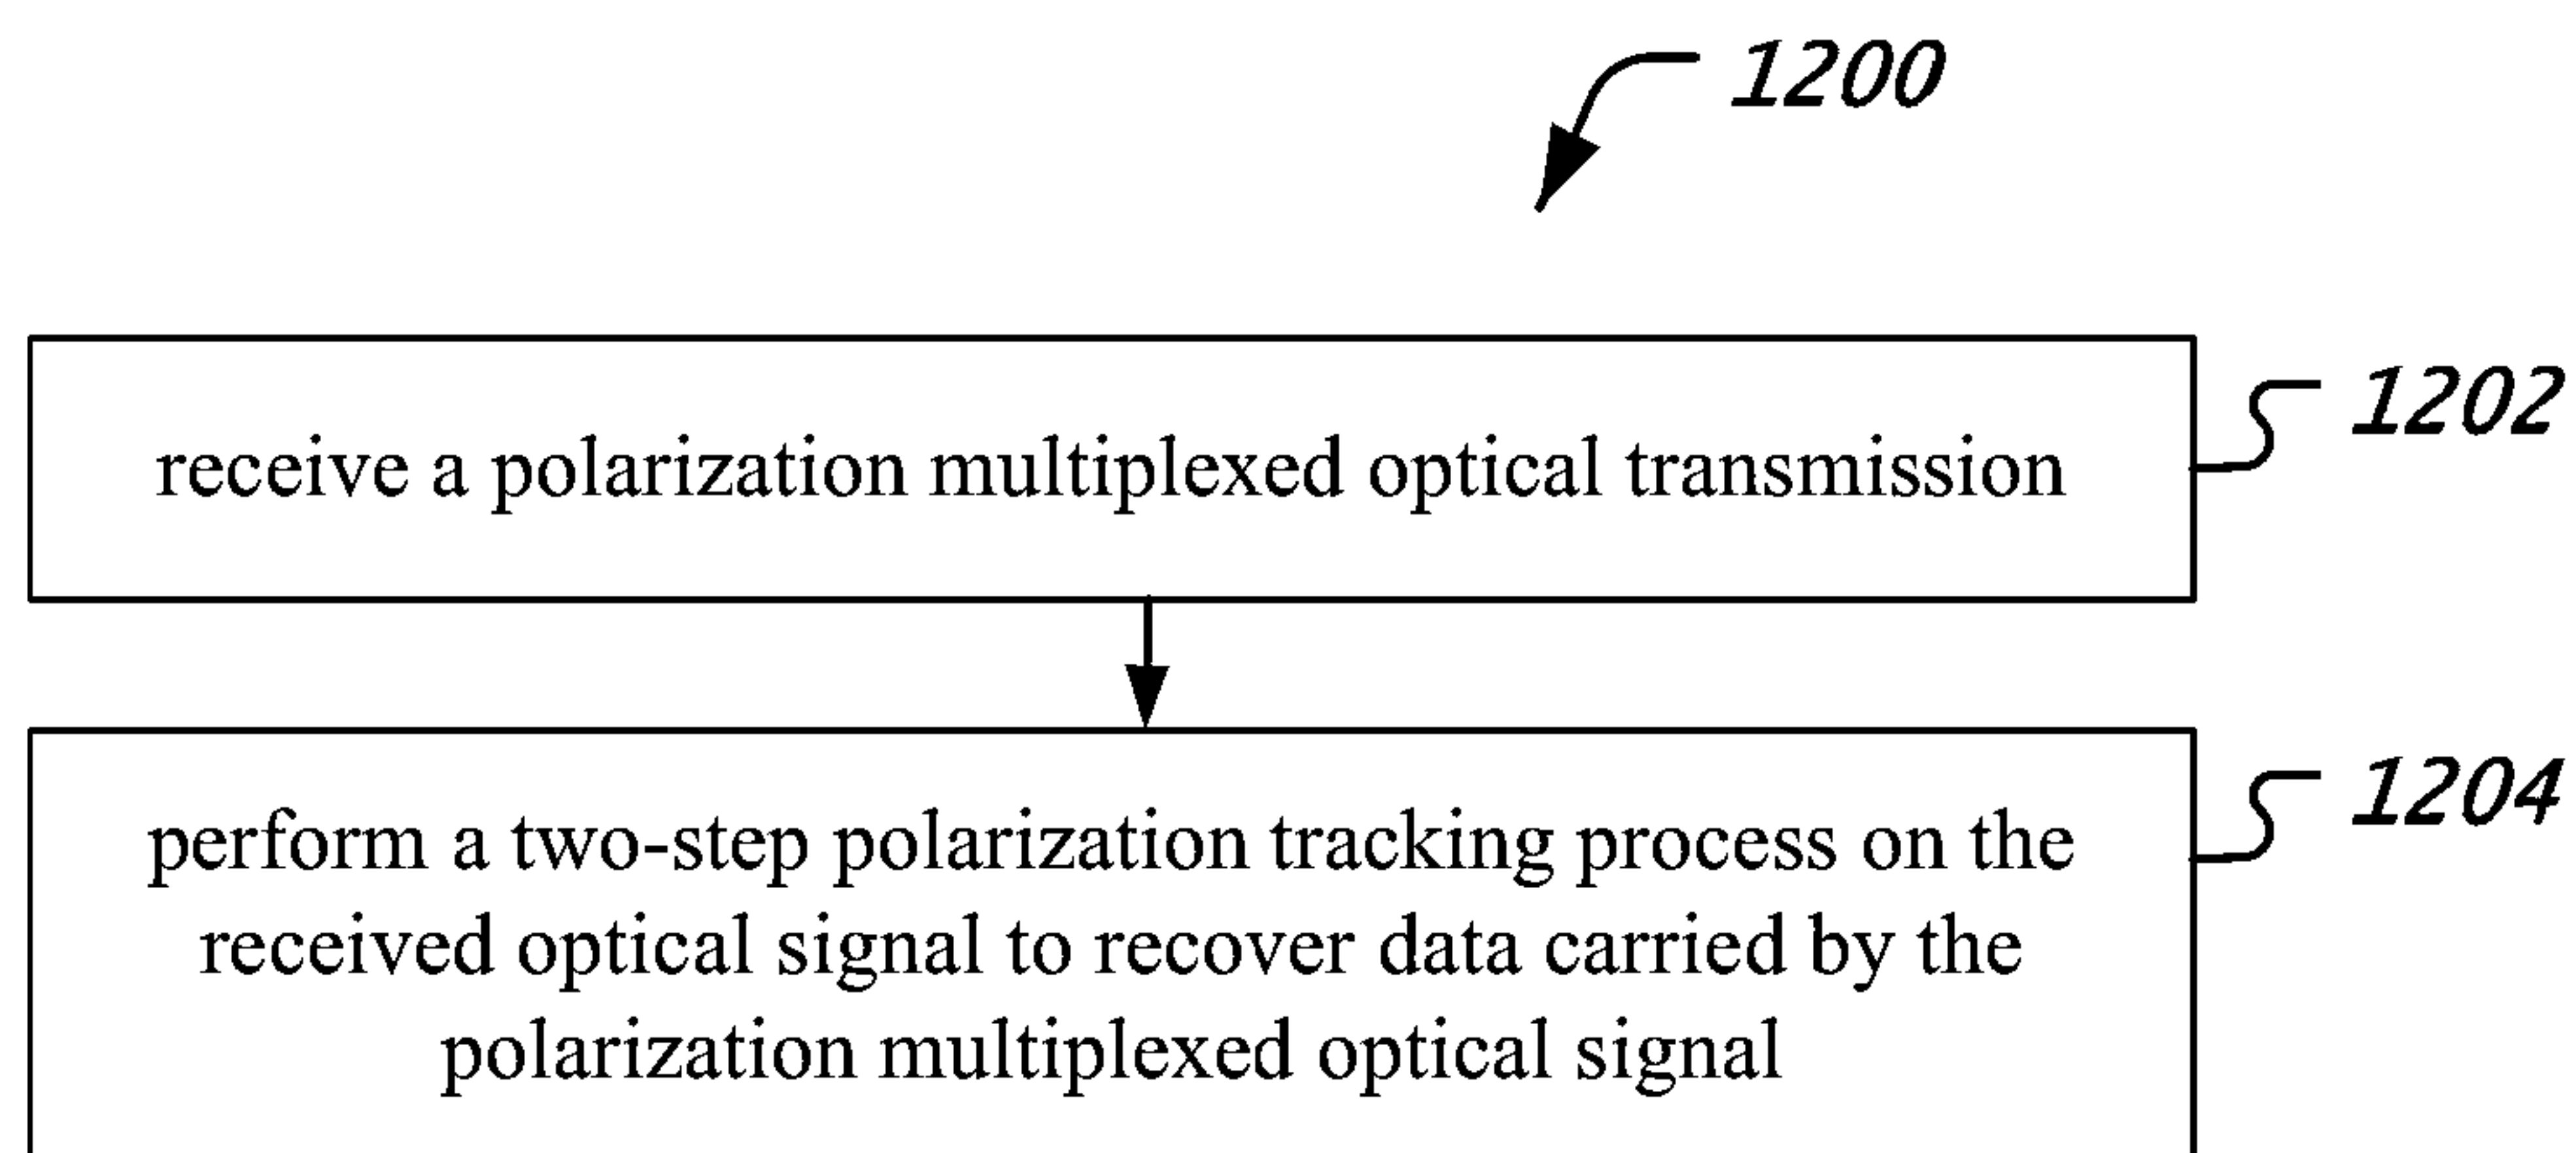 1200
receive a polarization multiplexed optical transmission
1202
perform a two-step polarization tracking process on the
received optical signal to recover data carried by the
polarization multiplexed optical signal
1204